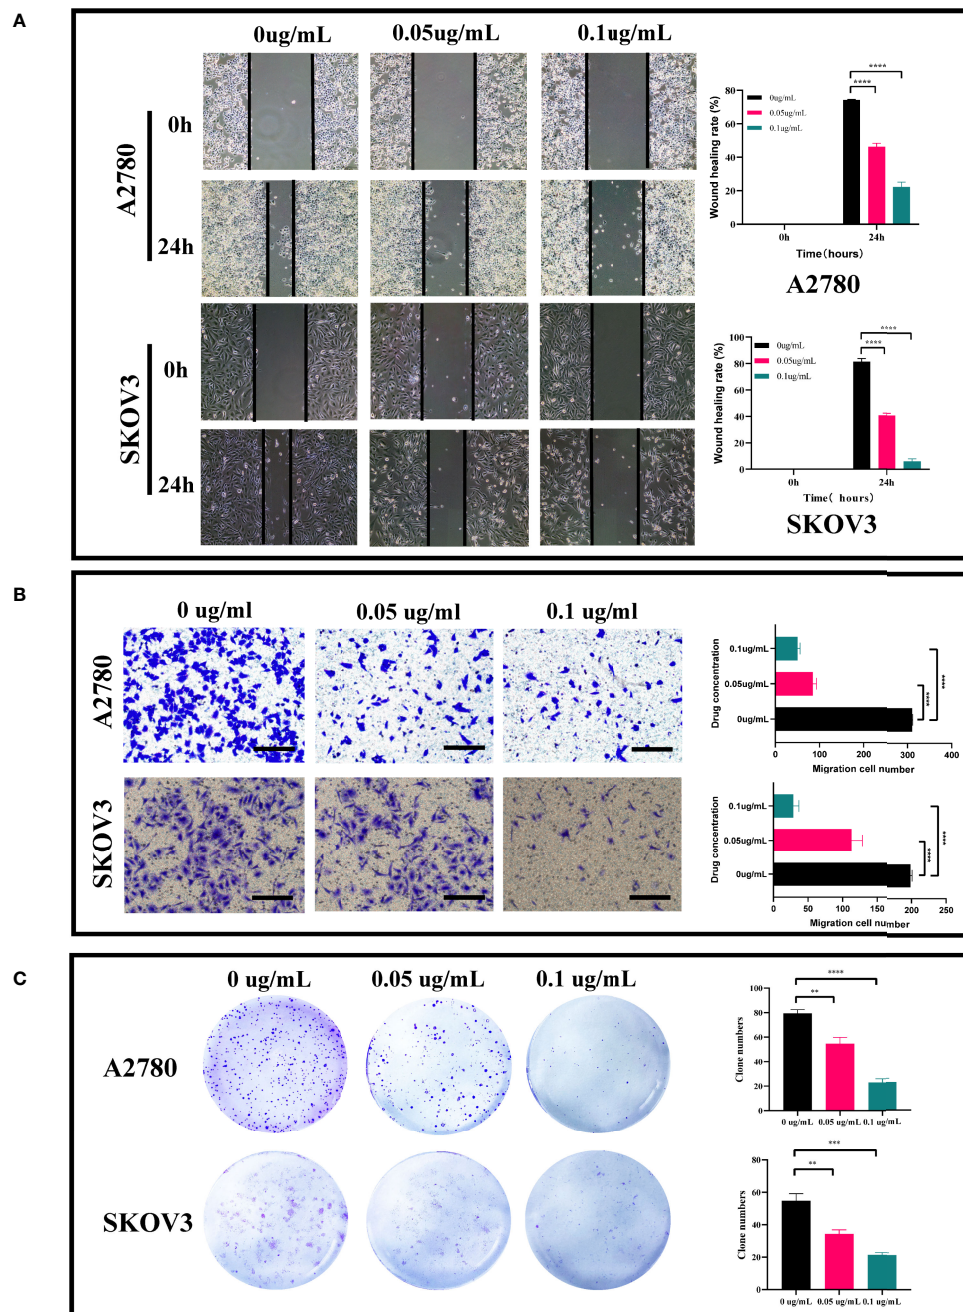 A
0ug/mL 0.05ug/mL 0.1ug/mL
A2780
0h
24h
SKOV3
0h
24h
Wound healing rate (%)
80
60
40
20
0
0ug/mL
0.05ug/mL
0.1ug/mL
****
****
0h 24h
Time(hours)
A2780
Wound healing rate (%)
100
80
60
40
20
0
0ug/mL
0.05ug/mL
0.1ug/mL
****
****
0h 24h
Time( hours)
SKOV3
B
0 ug/ml 0.05 ug/ml 0.1 ug/ml
A2780
SKOV3
Drug concentration
0.1ug/mL
0.05ug/mL
0ug/mL
****
****
0 100 200 300 400
Migration cell number
Drug concentration
0.1ug/mL
0.05ug/mL
0ug/mL
****
****
0 50 100 150 200 250
Migration cell number
C
0 ug/mL 0.05 ug/mL 0.1 ug/mL
A2780
SKOV3
Clone numbers
100
80
60
40
20
0
****
**
0 ug/mL 0.05 ug/mL 0.1 ug/mL
Clone numbers
80
60
40
20
0
***
**
0 ug/mL 0.05 ug/mL 0.1 ug/mL